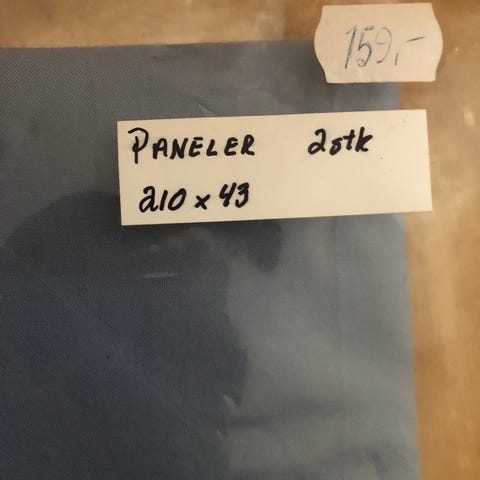 159,-
PANELER 2stk
210 x 43